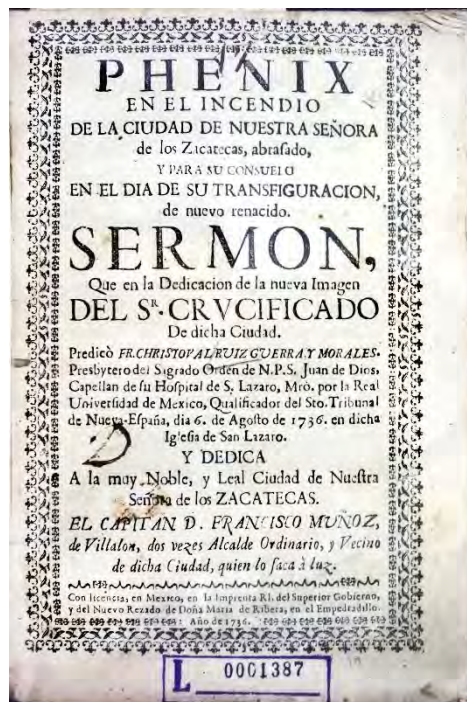 PHENIX
EN EL INCENDIO
DE LA CIUDAD DE NUESTRA SEÑORA
de los Zacatecas, abrasado,
Y PARA SU CONSUELO
EN EL DIA DE SU TRANSFIGURACION,
de nuevo renacido.
SERMON,
Que en la Dedicacion de la nueva Imagen
DEL SR. CRVCIFICADO
De dicha Ciudad.
Predicò FR. CHRISTOVAL RUIZ GUERRA Y MORALES.
Presbytero del Sagrado Orden de N.P.S. Juan de Dios,
Capellan de su Hospital de S. Lazaro, Mrô. por la Real
Universidad de Mexico, Qualificador del Sto. Tribunal
de Nueva-España, dia 6. de Agosto de 1736. en dicha
Iglesia de San Lazaro.
Y DEDICA
A la muy Noble, y Leal Ciudad de Nuestra
Señora de los ZACATECAS.
EL CAPITAN D. FRANCISCO MUÑOZ,
de Villalon, dos vezes Alcalde Ordinario, y Vecino
de dicha Ciudad, quien lo saca à luz.
Con licencia, en Mexico, en la Imprenta Rl. del Superior Gobierno,
y del Nuevo Rezado de Doña Maria de Ribera, en el Empedradillo.
Año de 1736.
L 0001387